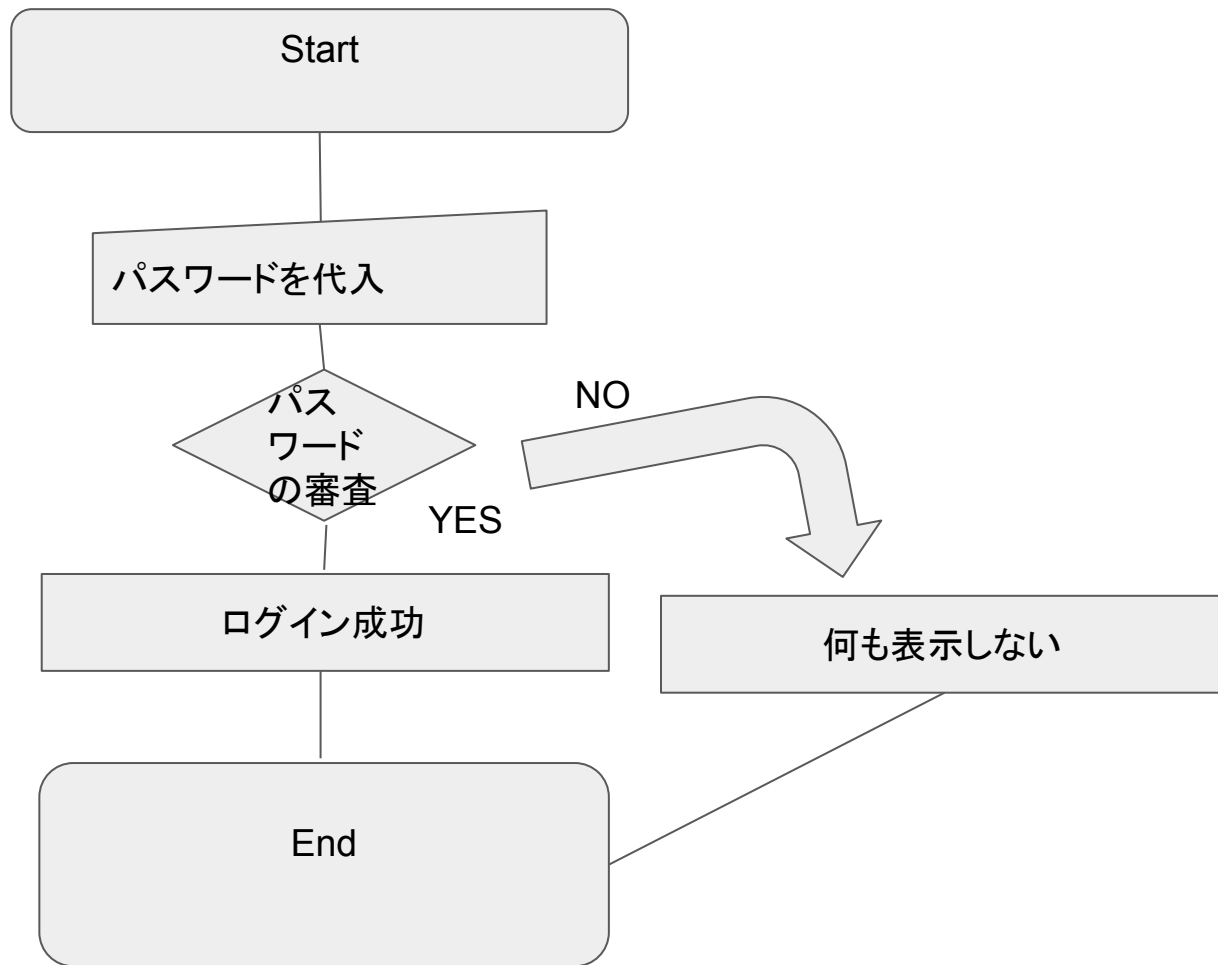 Start
パスワードを代入
パス
ワード
の審査
NO
YES
ログイン成功
何も表示しない
End